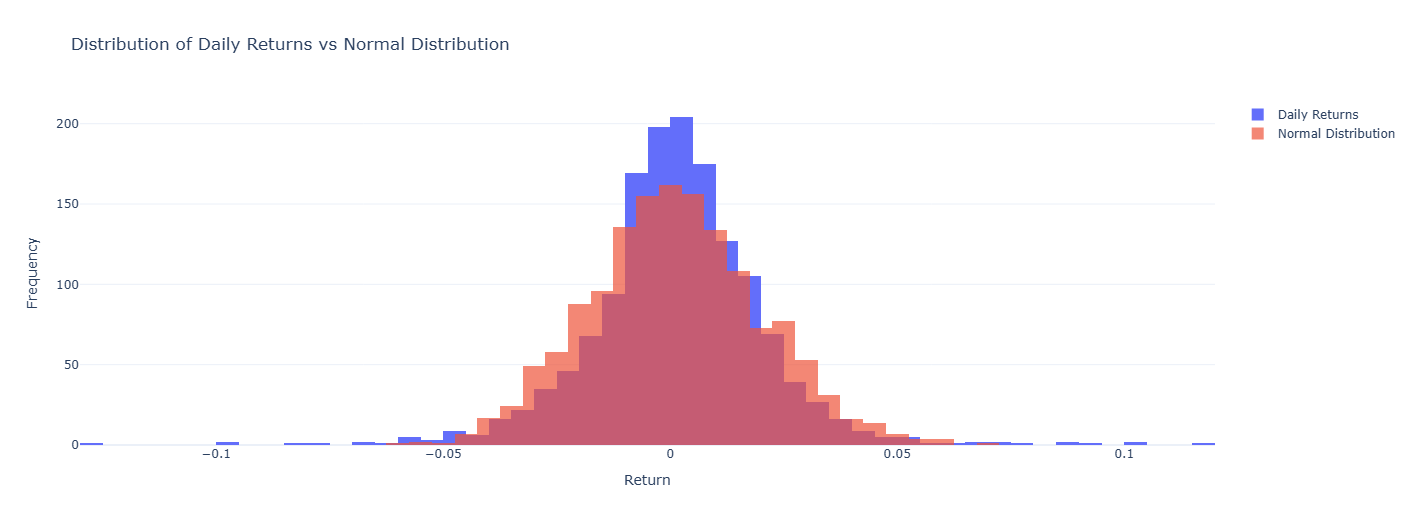 Distribution of Daily Returns vs Normal Distribution
Daily Returns
Normal Distribution
Frequency
200
150
100
50
0
−0.1
−0.05
0
0.05
0.1
Return